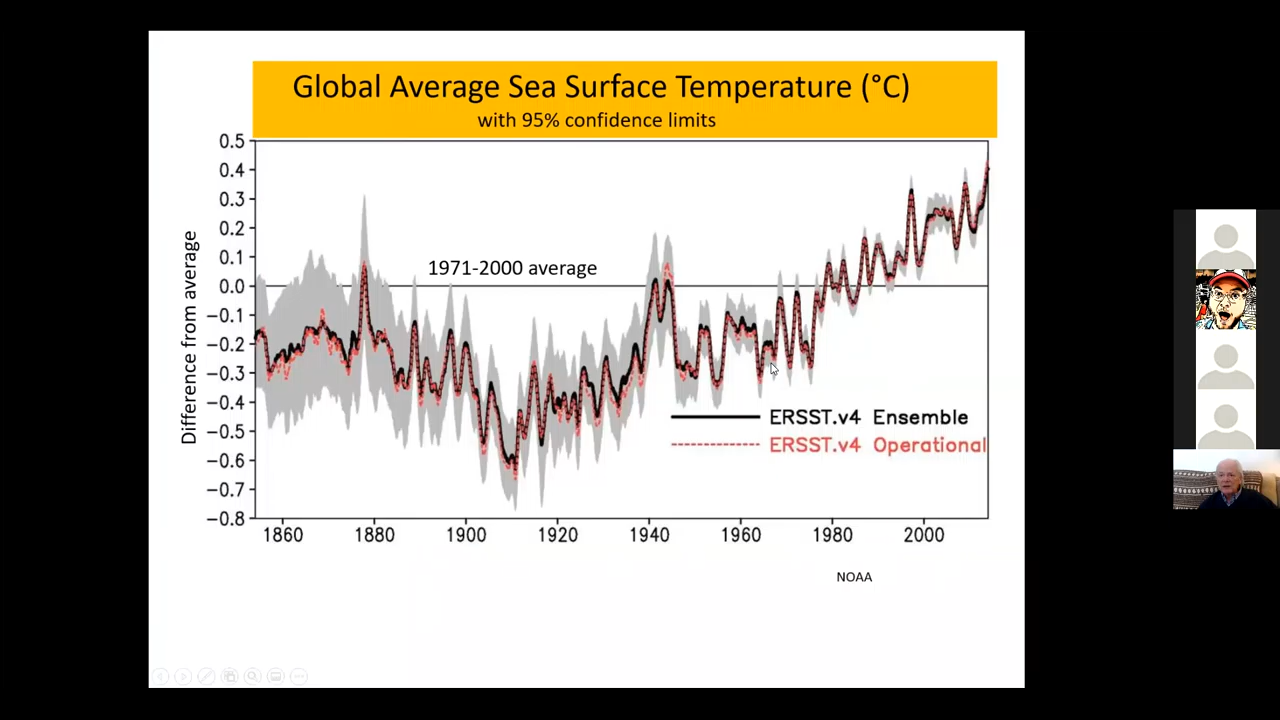 Global Average Sea Surface Temperature (°C)
with 95% confidence limits
Difference from average
0.5
0.4
0.3
0.2
0.1
0.0
−0.1
−0.2
−0.3
−0.4
−0.5
−0.6
−0.7
−0.8
1971-2000 average
ERSST.v4 Ensemble
ERSST.v4 Operational
1860 1880 1900 1920 1940 1960 1980 2000
NOAA